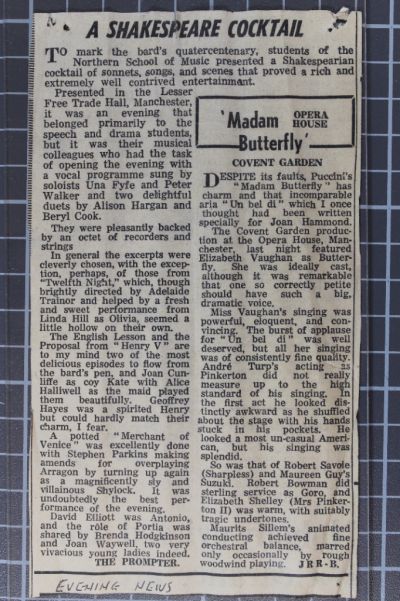 A SHAKESPEARE COCKTAIL
TO mark the bard's quatercentenary, students of the
Northern School of Music presented a Shakespearian
cocktail of sonnets, songs, and scenes that proved a rich and
extremely well contrived entertainment.
Presented in the Lesser
Free Trade Hall, Manchester,
it was an evening that
belonged primarily to the
speech and drama students,
but it was their musical
colleagues who had the task
of opening the evening with
a vocal programme sung by
soloists Una Fyfe and Peter
Walker and two delightful
duets by Alison Hargan and
Beryl Cook.
They were pleasantly backed
by an octet of recorders and
strings
In general the excerpts were
cleverly chosen, with the excep-
tion, perhaps, of those from
"Twelfth Night," which, though
brightly directed by Adelaide
Trainor and helped by a fresh
and sweet performance from
Linda Hill as Olivia, seemed a
little hollow on their own.
The English Lesson and the
Proposal from "Henry V" are
to my mind two of the most
delicious episodes to flow from
the bard's pen, and Joan Cun-
liffe as coy Kate with Alice
Halliwell as the maid played
them beautifully. Geoffrey
Hayes was a spirited Henry
but could hardly match their
charm, I fear.
A potted "Merchant of
Venice" was excellently done
with Stephen Parkins making
amends for overplaying
Arragon by turning up again
as a magnificently sly and
villainous Shylock. It was
undoubtedly the best per-
formance of the evening.
David Elliott was Antonio,
and the rôle of Portia was
shared by Brenda Hodgkinson
and Joan Waywell, two very
vivacious young ladies indeed.
THE PROMPTER.
'Madam OPERA HOUSE
Butterfly'
COVENT GARDEN
DESPITE its faults, Puccini's
"Madam Butterfly" has
charm and that incomparable
aria "Un bel di" which I once
thought had been written
specially for Joan Hammond.
The Covent Garden produc-
tion at the Opera House, Man-
chester, last night featured
Elizabeth Vaughan as Butter-
fly. She was ideally cast,
although it was remarkable
that one so correctly petite
should have such a big,
dramatic voice.
Miss Vaughan's singing was
powerful, eloquent, and con-
vincing. The burst of applause
for "Un bel di" was well
deserved, but all her singing
was of consistently fine quality.
André Turp's acting as
Pinkerton did not really
measure up to the high
standard of his singing. In
the first act he looked dis-
tinctly awkward as he shuffled
about the stage with his hands
stuck in his pockets. He
looked a most un-casual Ameri-
can, but his singing was
splendid.
So was that of Robert Savoie
(Sharpless) and Maureen Guy's
Suzuki. Robert Bowman did
sterling service as Goro, and
Elizabeth Shelley (Mrs Pinker-
ton II) was warm, with suitably
tragic undertones.
Maurits Sillem's animated
conducting achieved fine
orchestral balance, marred
only occasionally by rough
woodwind playing. J R R-B.
EVENING NEWS